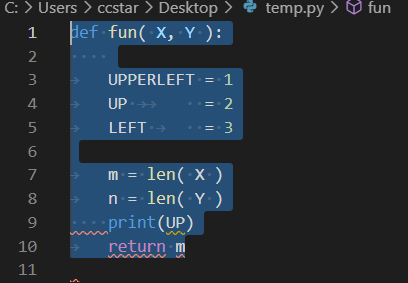 C: > Users > ccstar > Desktop > temp.py > fun
1 def fun( X, Y ):
2
3 UPPERLEFT = 1
4 UP = 2
5 LEFT = 3
6
7 m = len( X )
8 n = len( Y )
9 print(UP)
10 return m
11